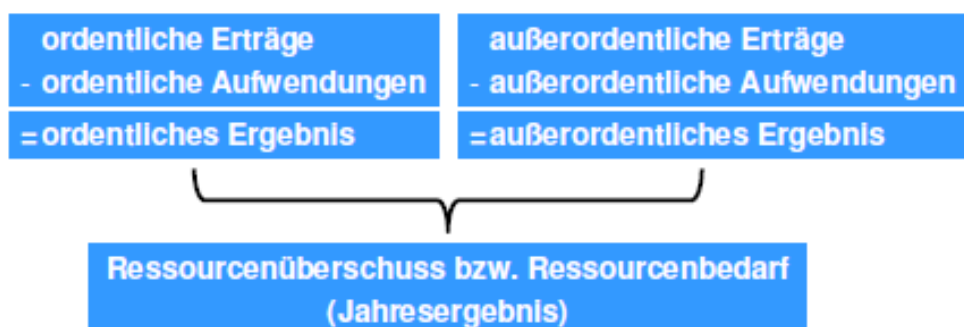 ordentliche Erträge
- ordentliche Aufwendungen
=ordentliches Ergebnis
außerordentliche Erträge
- außerordentliche Aufwendungen
=außerordentliches Ergebnis
Ressourcenüberschuss bzw. Ressourcenbedarf
(Jahresergebnis)